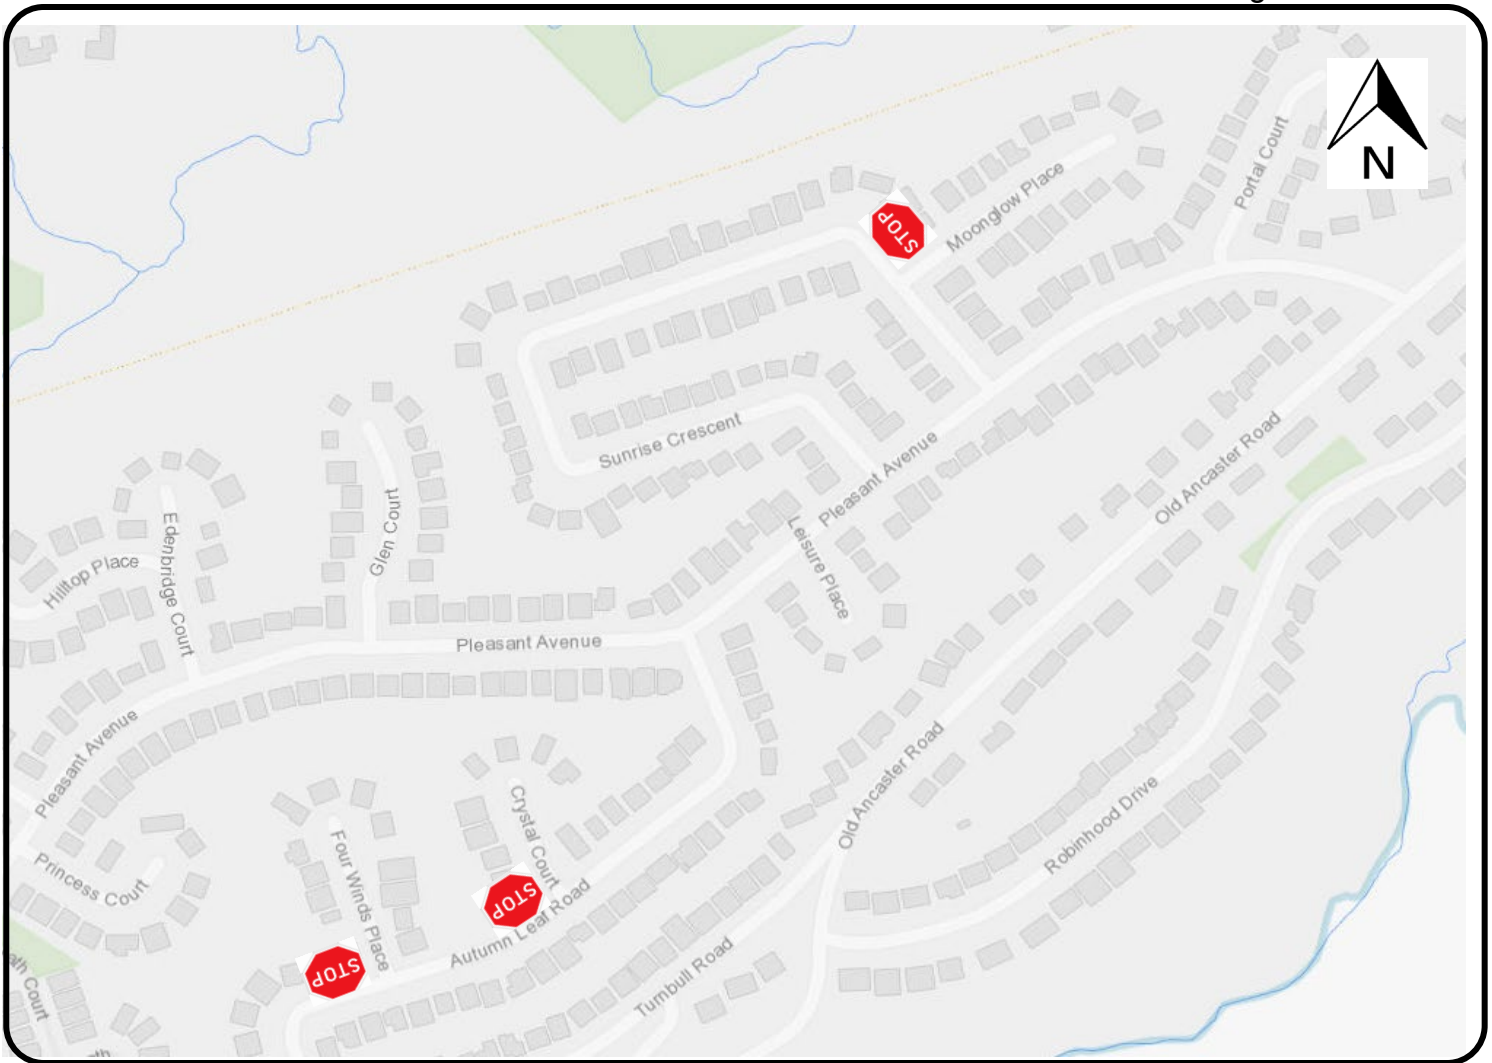 N
Portal Court
STOP
Moonglow Place
Sunrise Crescent
Pleasant Avenue
Old Ancaster Road
Glen Court
Leisure Place
Edenbridge Court
Hilltop Place
Pleasant Avenue
Pleasant Avenue
Old Ancaster Road
Crystal Court
Robinhood Drive
Four Winds Place
Princess Court
STOP
Autumn Leaf Road
STOP
Turnbull Road
Court